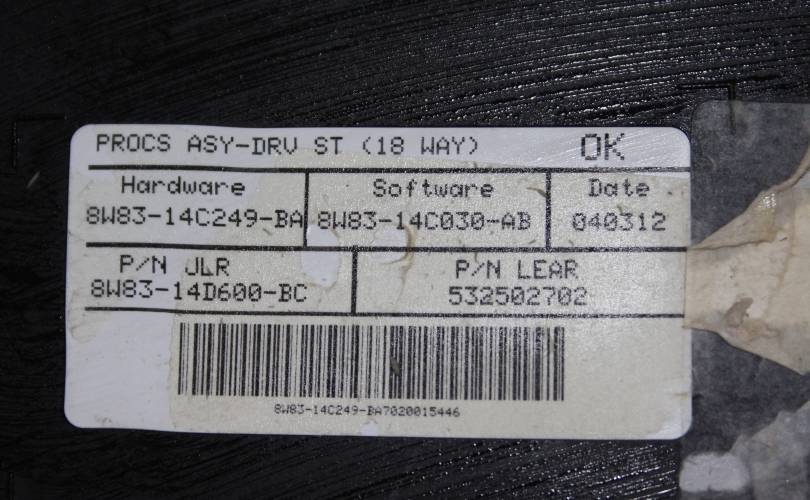 PROCS ASY-DRV ST (18 WAY) OK
Hardware Software Date
8W83-14C249-BA 8W83-14C030-AB 040312
P/N JLR P/N LEAR
8W83-14D600-BC 532502702
8W83-14C249-BA7020015446